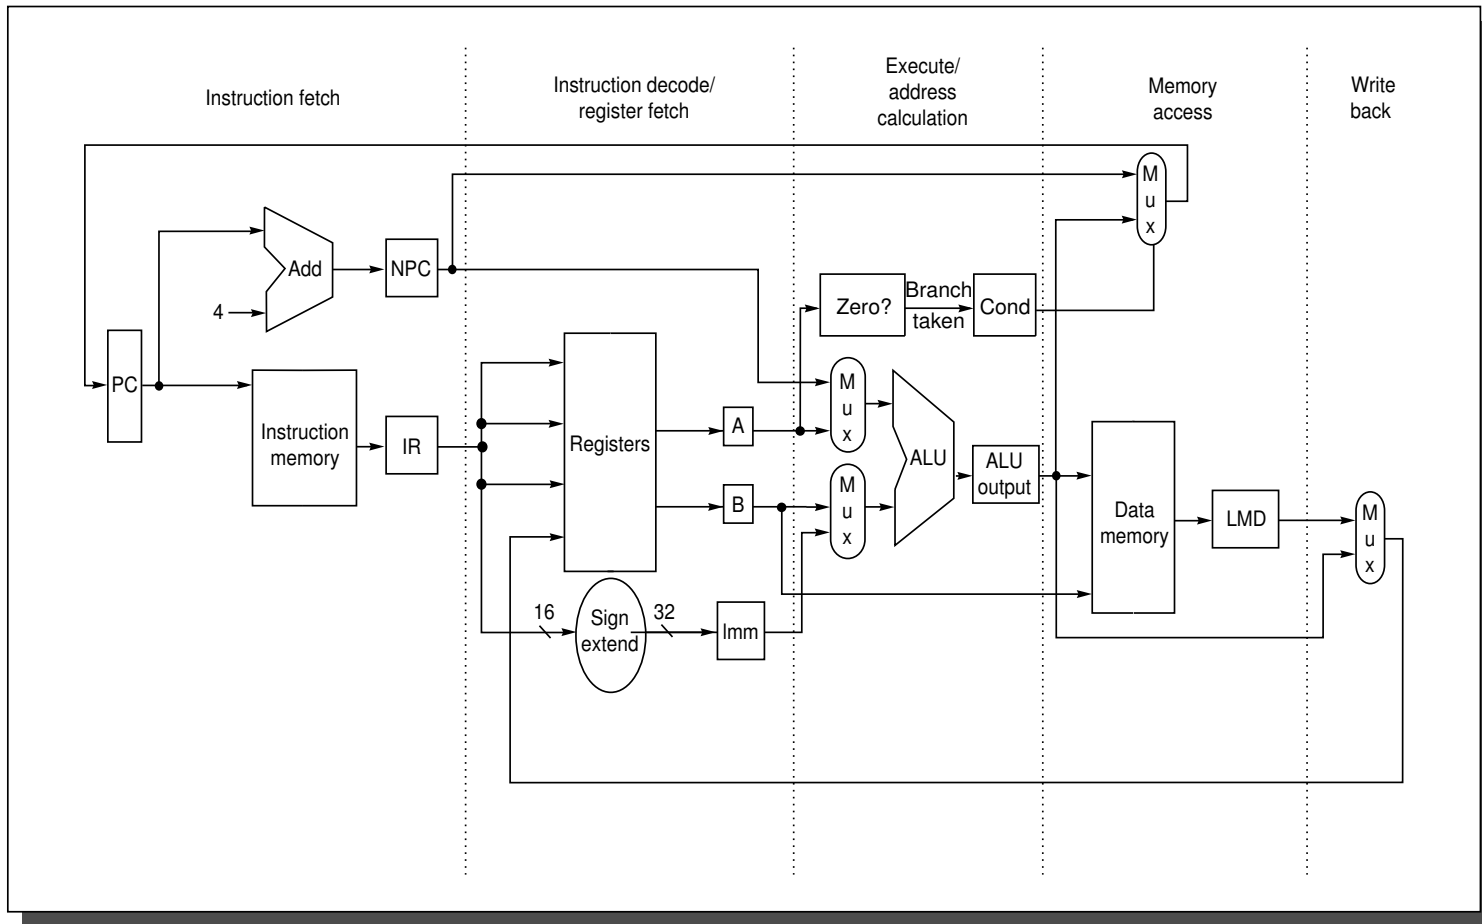 Instruction fetch
Instruction decode/
register fetch
Execute/
address
calculation
Memory
access
Write
back
M
u
x
Add
NPC
4
Zero?
Branch
taken
Cond
PC
Instruction
memory
IR
Registers
A
B
M
u
x
M
u
x
ALU
ALU
output
Data
memory
LMD
M
u
x
16
Sign
extend
32
Imm